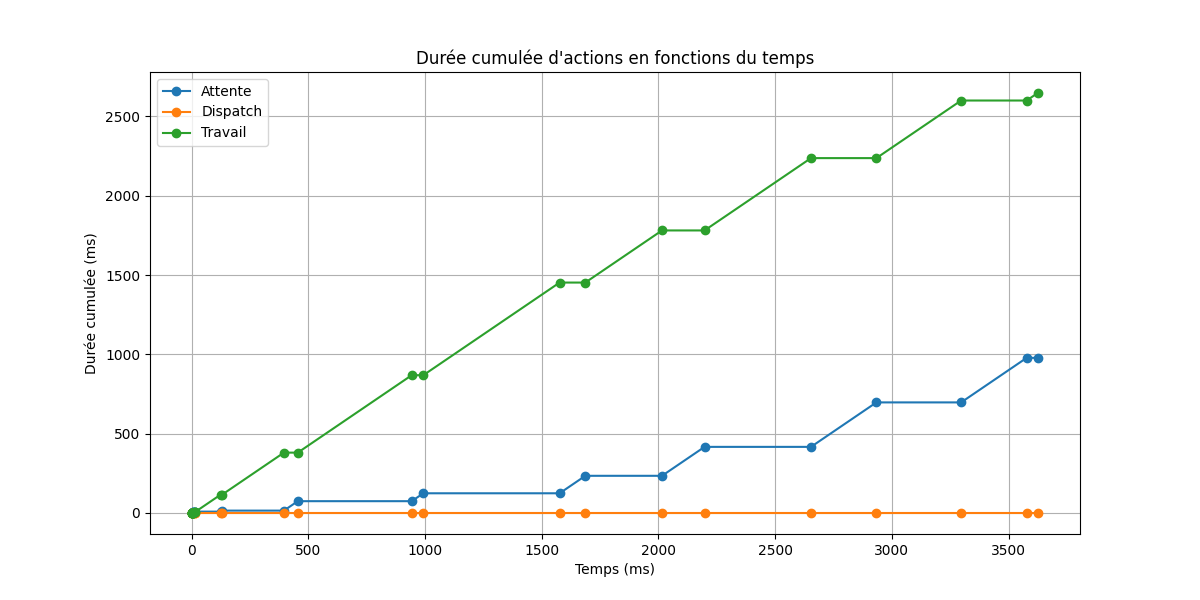 Durée cumulée d'actions en fonctions du temps
Attente
Dispatch
Travail
Durée cumulée (ms)
2500
2000
1500
1000
500
0
0 500 1000 1500 2000 2500 3000 3500
Temps (ms)